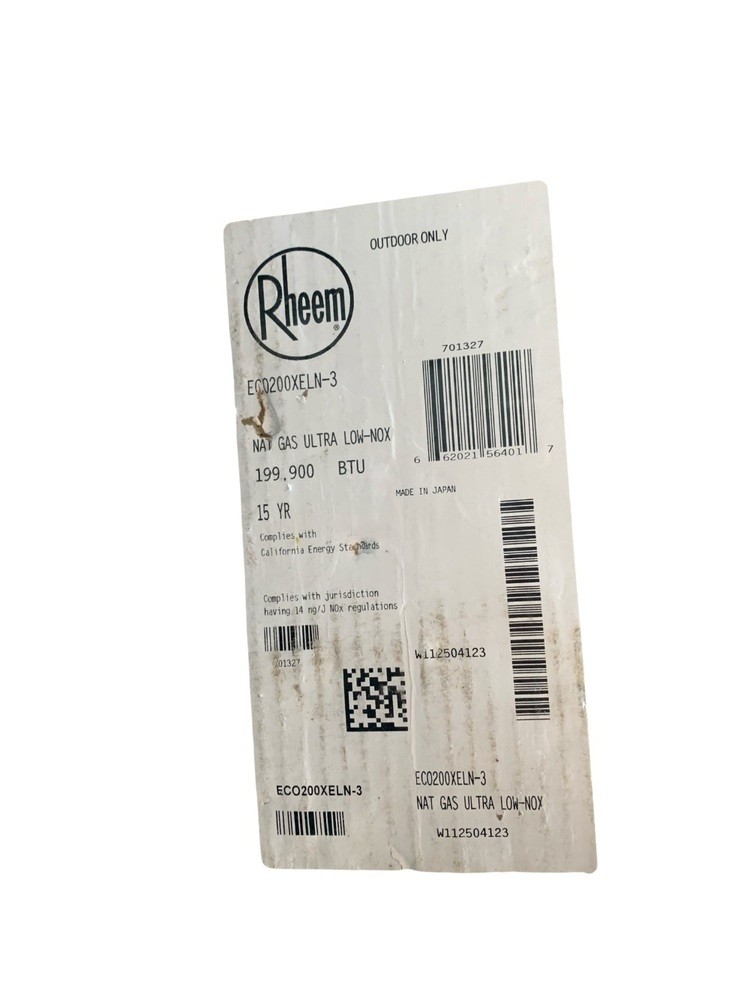 OUTDOOR ONLY
Rheem®
701327
ECO200XELN-3
NAT GAS ULTRA LOW-NOX
6 62021 56401 7
199,900 BTU
MADE IN JAPAN
15 YR
Complies with
California Energy Standards
Complies with jurisdiction
having 14 ng/J NOx regulations
W112504123
701327
ECO200XELN-3
ECO200XELN-3
NAT GAS ULTRA LOW-NOX
W112504123